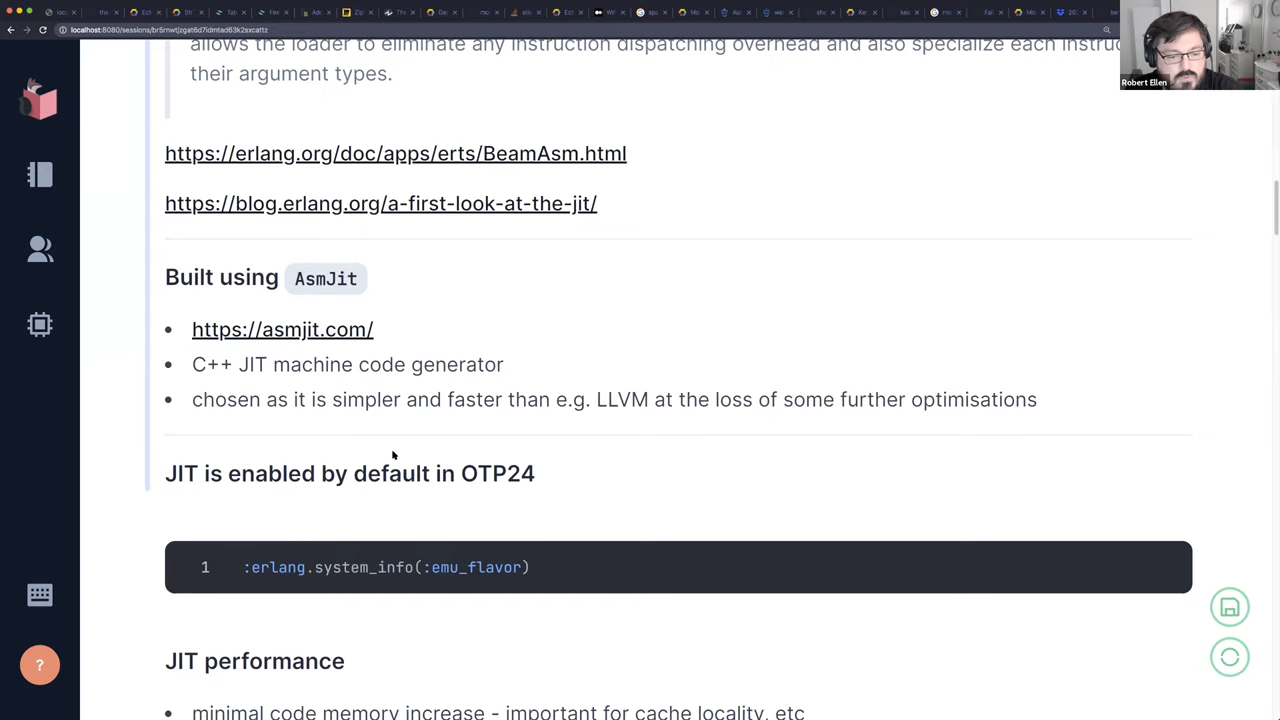 localhost:8080/sessions/br5rnwtjzgat6d7idmtad63k2sxcattz
allows the loader to eliminate any instruction dispatching overhead and also specialize each instruc
their argument types.
Robert Ellen
https://erlang.org/doc/apps/erts/BeamAsm.html
https://blog.erlang.org/a-first-look-at-the-jit/
Built using AsmJit
• https://asmjit.com/
• C++ JIT machine code generator
• chosen as it is simpler and faster than e.g. LLVM at the loss of some further optimisations
JIT is enabled by default in OTP24
1 :erlang.system_info(:emu_flavor)
JIT performance
• minimal code memory increase - important for cache locality, etc
?